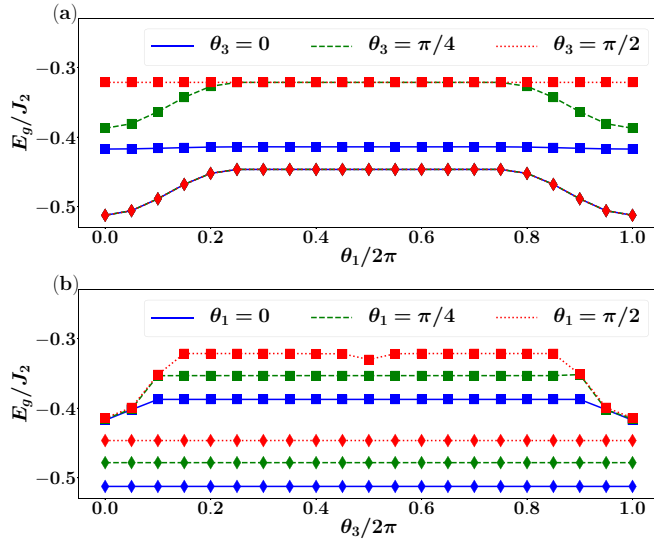 (a)
θ₃ = 0 θ₃ = π/4 θ₃ = π/2
−0.3
−0.4
−0.5
E_g/J₂
0.0 0.2 0.4 0.6 0.8 1.0
θ₁/2π
(b)
θ₁ = 0 θ₁ = π/4 θ₁ = π/2
−0.3
−0.4
−0.5
E_g/J₂
0.0 0.2 0.4 0.6 0.8 1.0
θ₃/2π